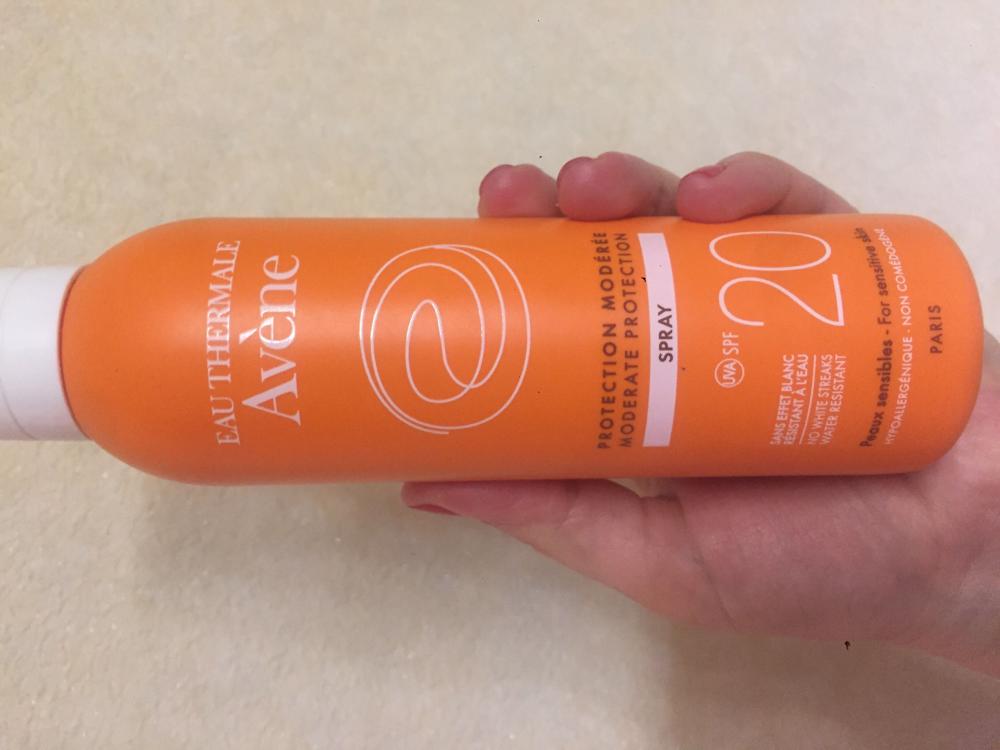 EAU THERMALE
Avène
PROTECTION MODÉRÉE
MODERATE PROTECTION
SPRAY
UVA SPF 20
SANS EFFET BLANC
RÉSISTANT À L'EAU
NO WHITE STREAKS
WATER RESISTANT
Peaux sensibles - For sensitive skin
HYPOALLERGÉNIQUE - NON COMÉDOGÈNE
PARIS